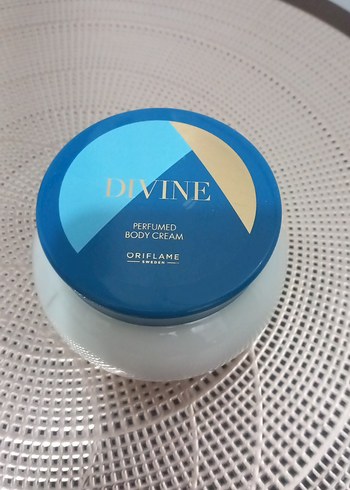 DIVINE
PERFUMED
BODY CREAM
ORIFLAME
SWEDEN